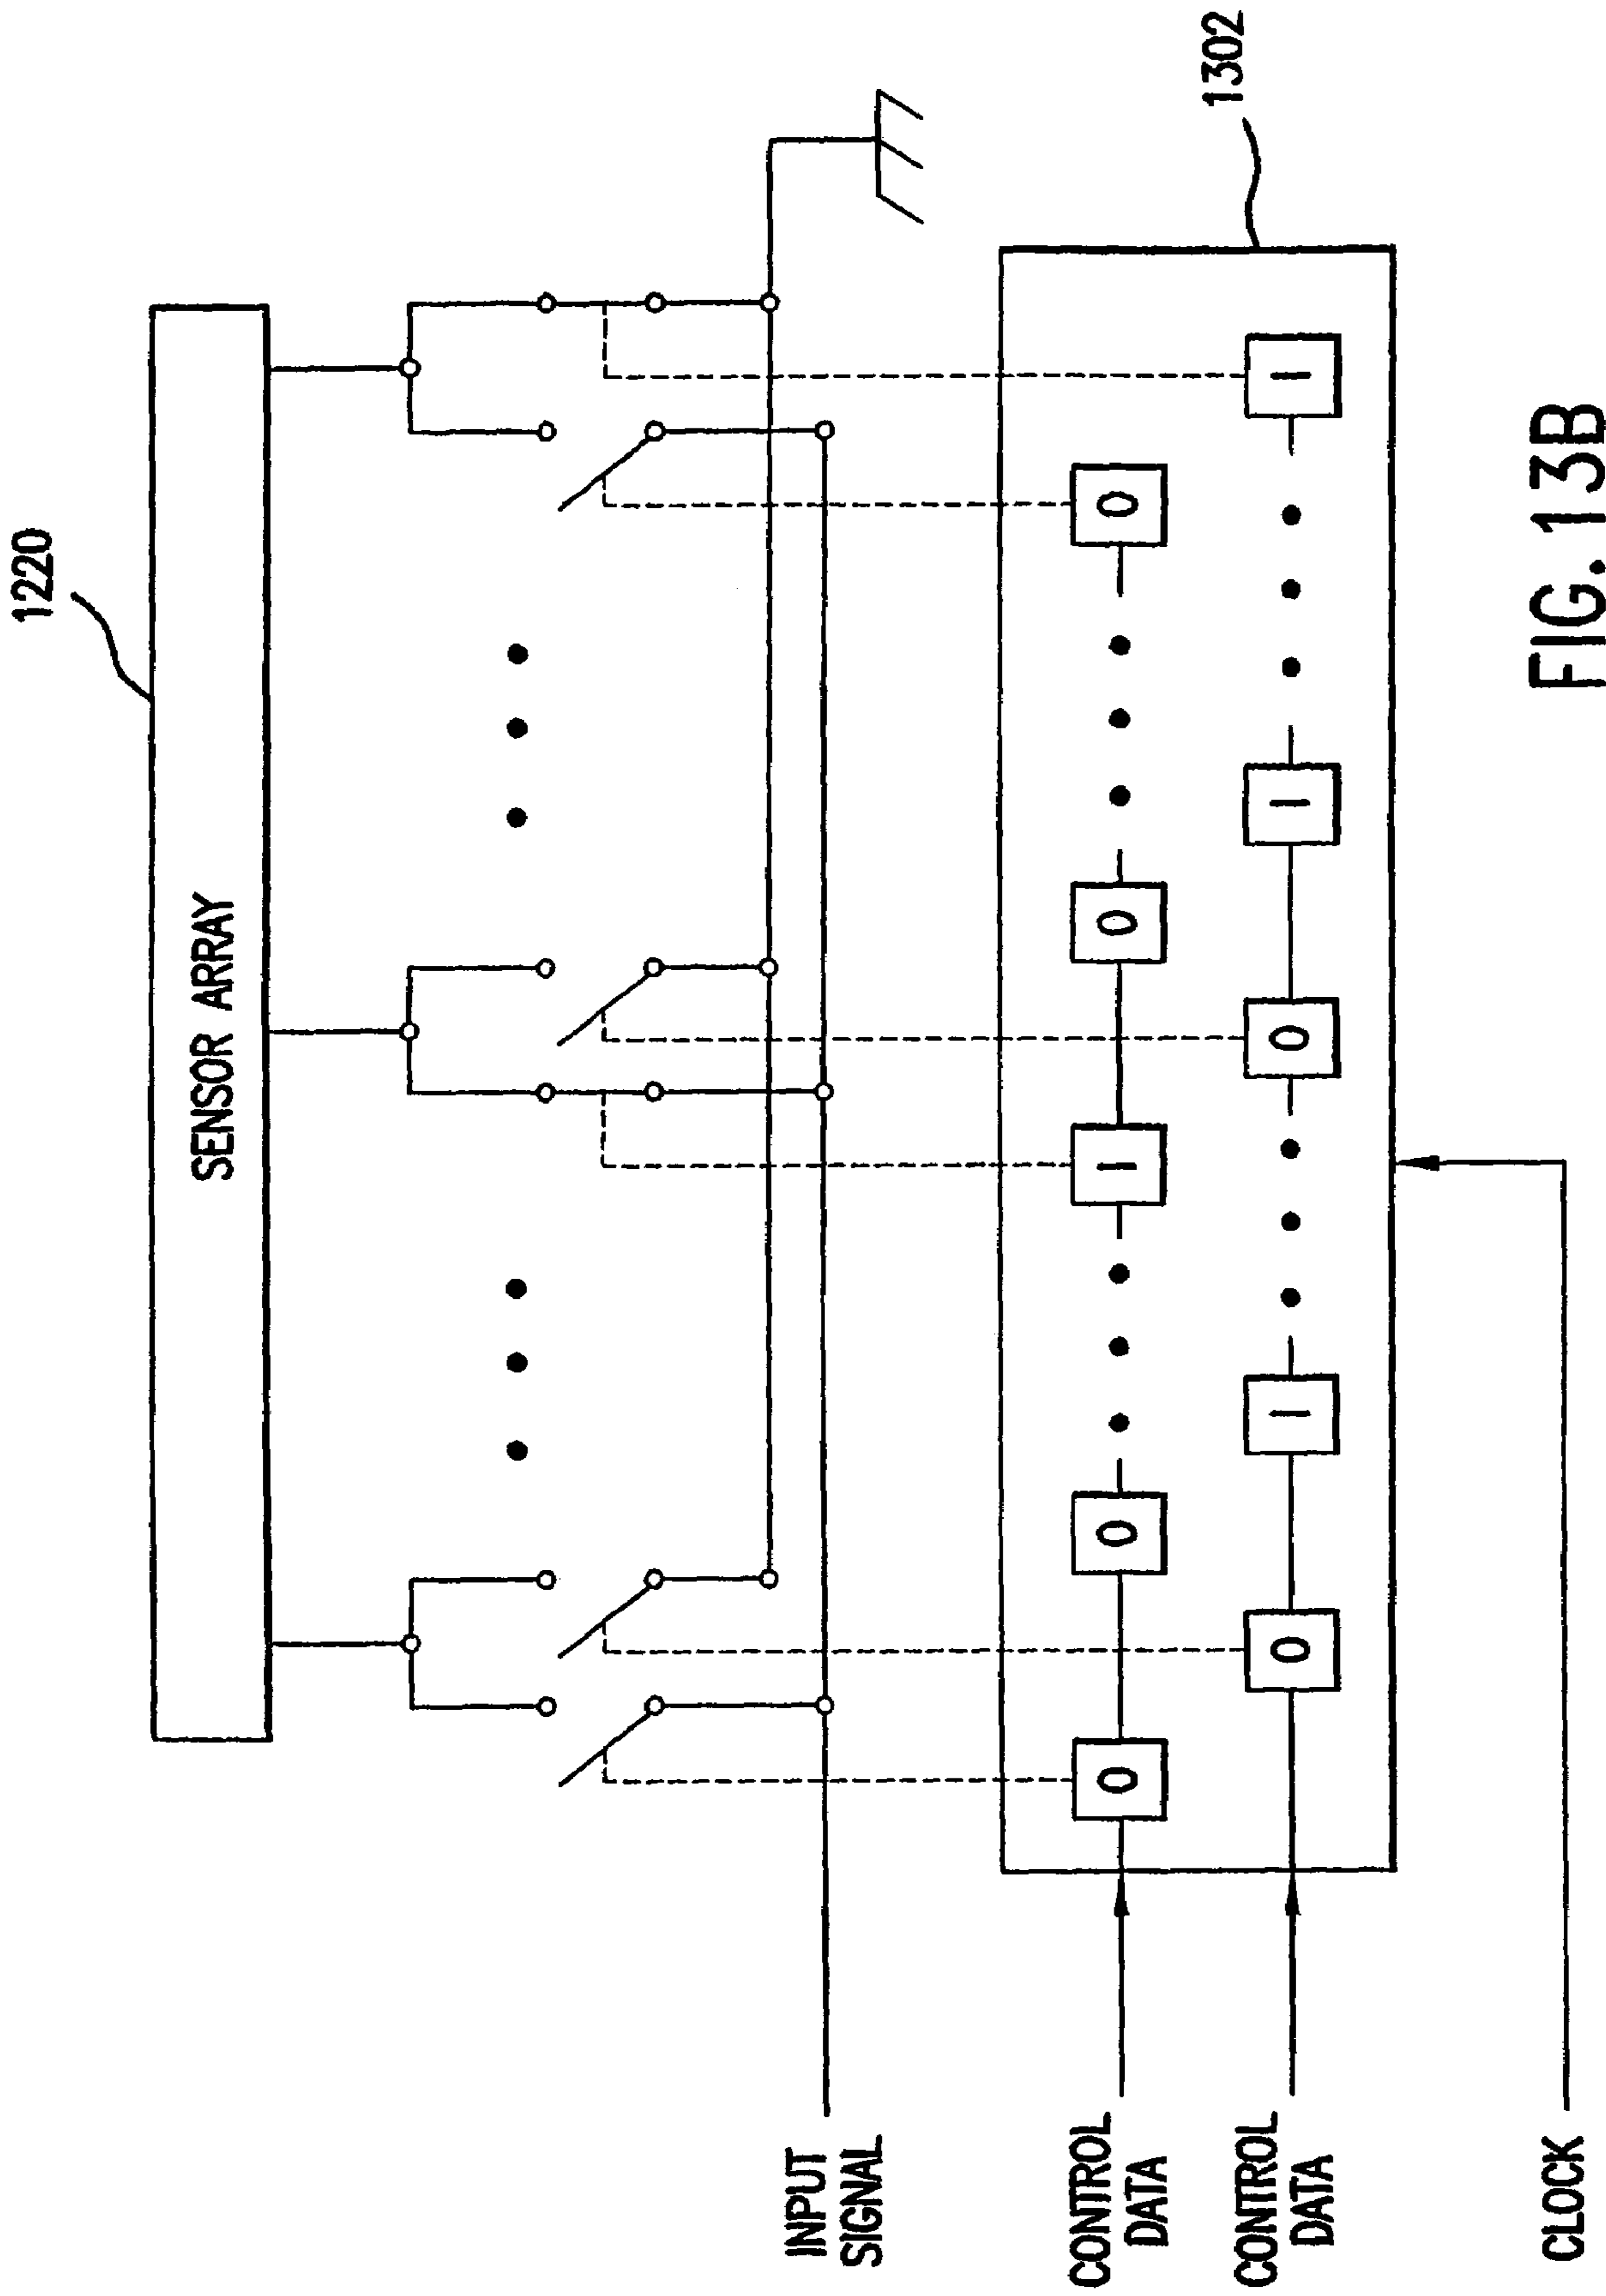 1220
SENSOR ARRAY
INPUT
SIGNAL
CONTROL
DATA
0 0 1 0 0
CONTROL
DATA
0 1 0 1 1
1302
CLOCK
FIG. 13B